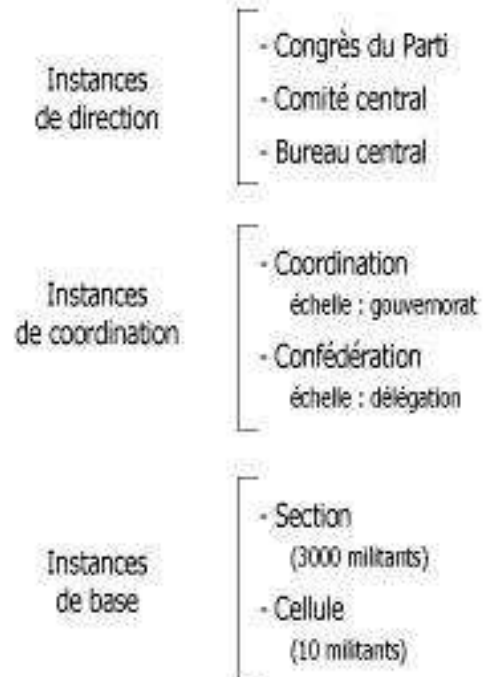 Instances
de direction
- Congrès du Parti
- Comité central
- Bureau central
Instances
de coordination
- Coordination
échelle : gouvernorat
- Confédération
échelle : délégation
Instances
de base
- Section
(3000 militants)
- Cellule
(10 militants)